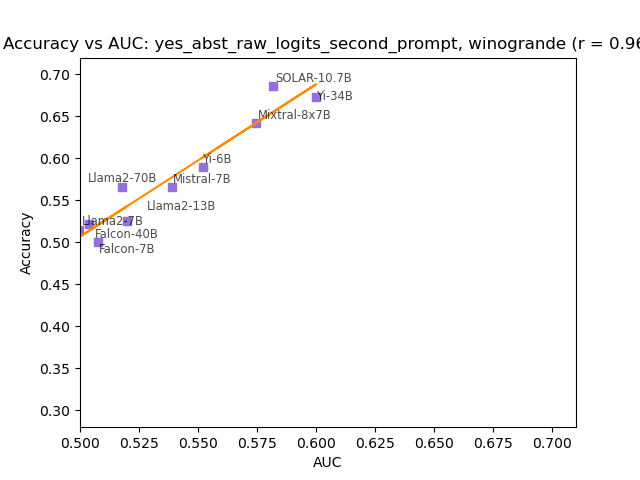 Accuracy vs AUC: yes_abst_raw_logits_second_prompt, winogrande (r = 0.96
0.70
0.65
0.60
0.55
0.50
0.45
0.40
0.35
0.30
Accuracy
SOLAR-10.7B
Yi-34B
Mixtral-8x7B
Yi-6B
Llama2-70B
Mistral-7B
Llama2-13B
Llama2-7B
Falcon-40B
Falcon-7B
0.500 0.525 0.550 0.575 0.600 0.625 0.650 0.675 0.700
AUC